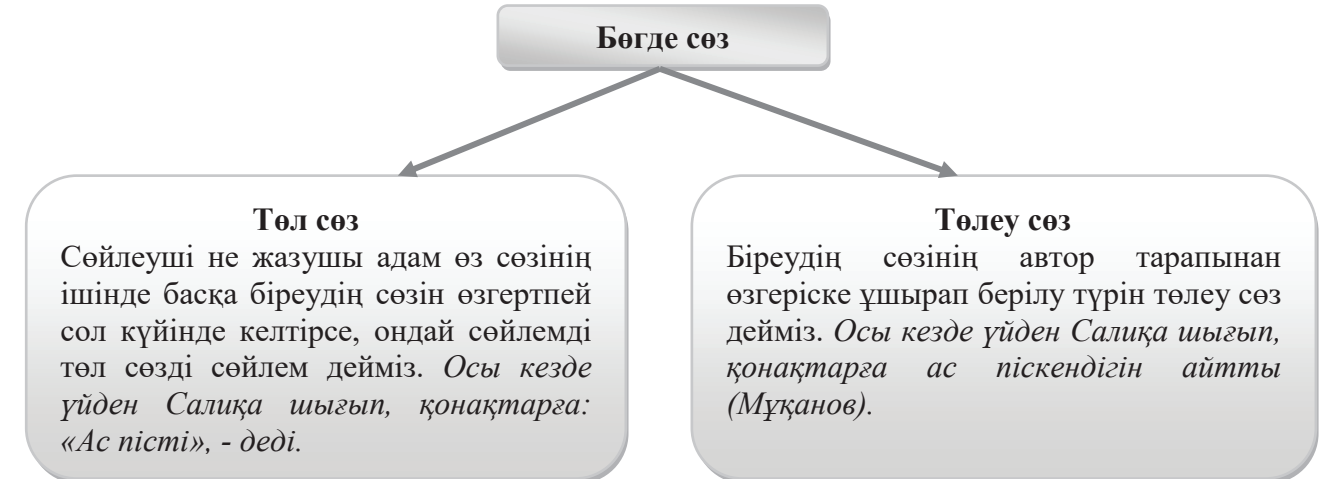 Бөгде сөз
Төл сөз
Сөйлеуші не жазушы адам өз сөзінің
ішінде басқа біреудің сөзін өзгертпей
сол күйінде келтірсе, ондай сөйлемді
төл сөзді сөйлем дейміз. Осы кезде
үйден Салиқа шығып, қонақтарға:
«Ас пісті», - деді.
Төлеу сөз
Біреудің сөзінің автор тарапынан
өзгеріске ұшырап берілу түрін төлеу сөз
дейміз. Осы кезде үйден Салиқа шығып,
қонақтарға ас піскендігін айтты
(Мұқанов).